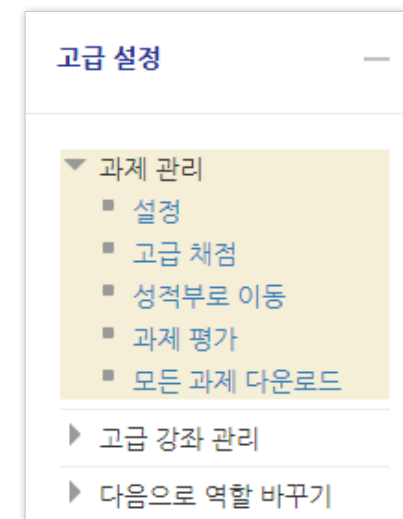 고급 설정
과제 관리
설정
고급 채점
성적부로 이동
과제 평가
모든 과제 다운로드
고급 강좌 관리
다음으로 역할 바꾸기